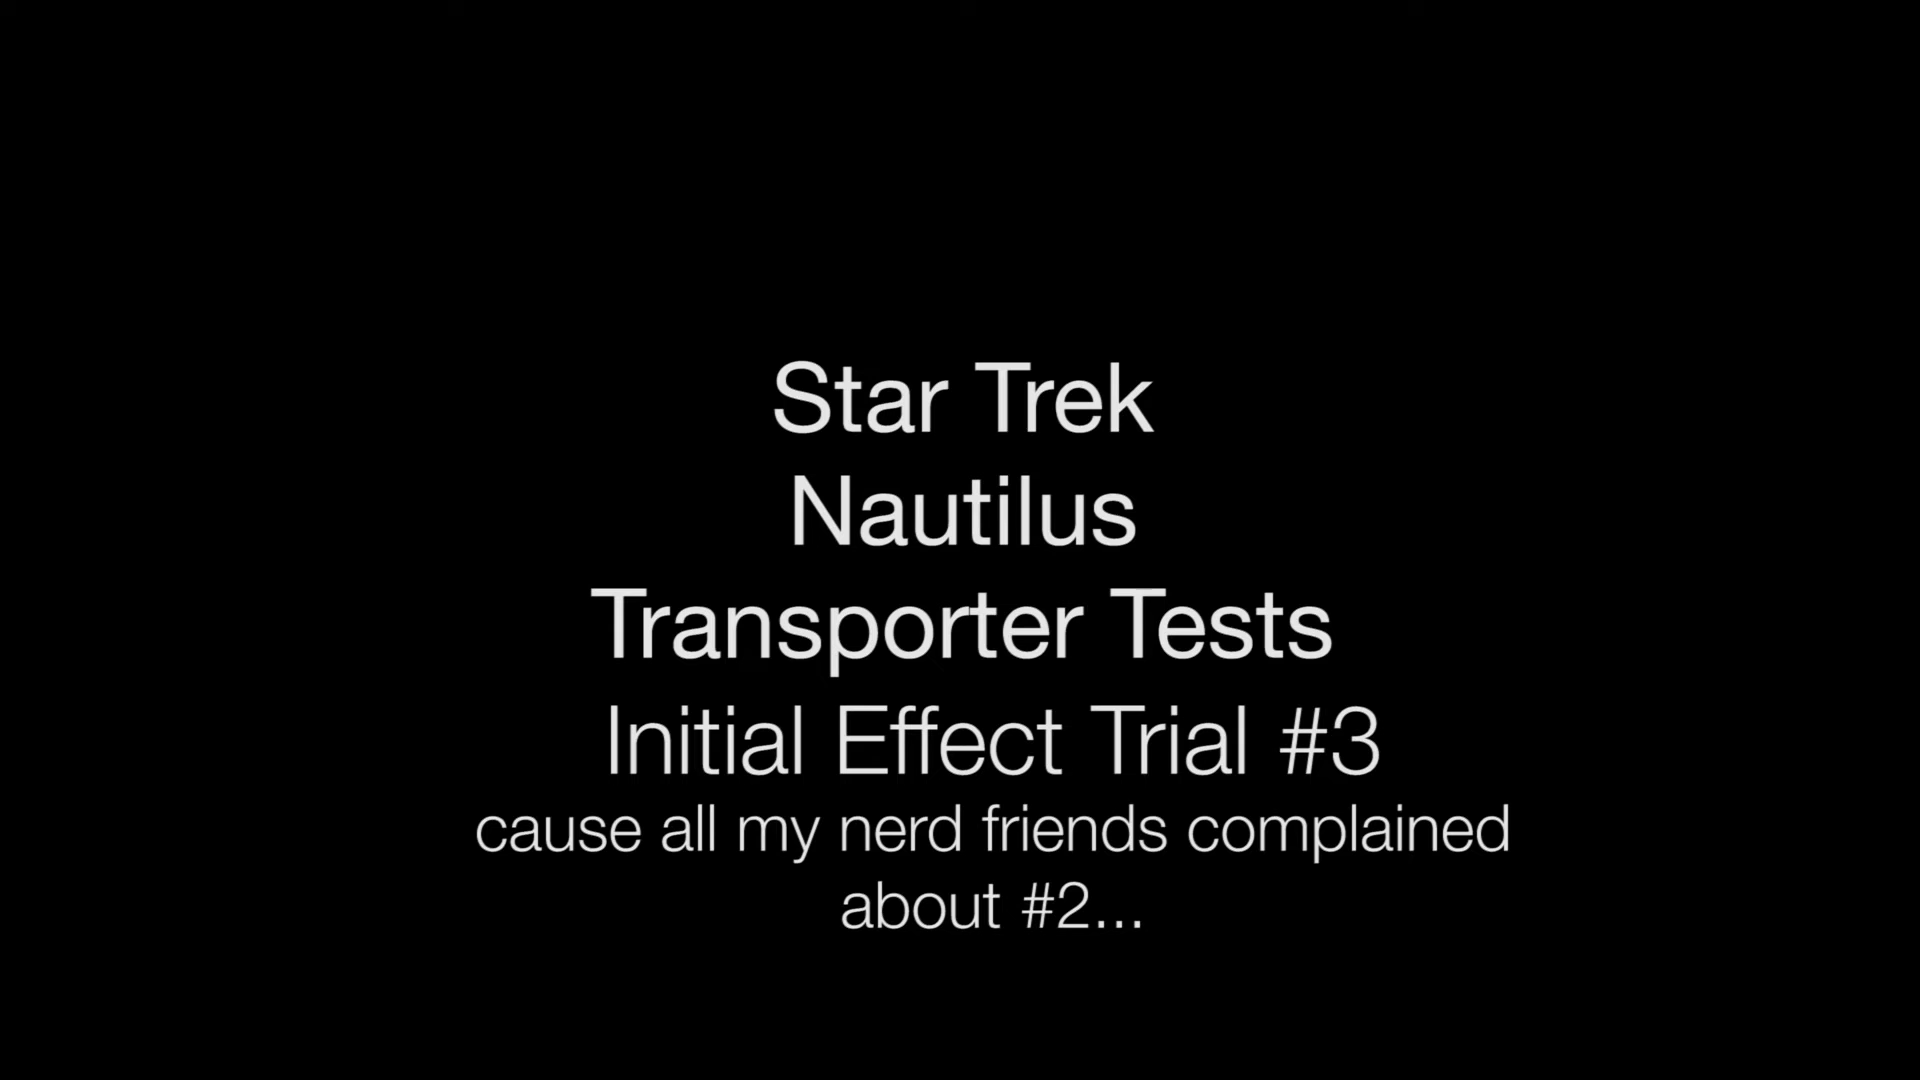 Star Trek
Nautilus
Transporter Tests
Initial Effect Trial #3
cause all my nerd friends complained
about #2...